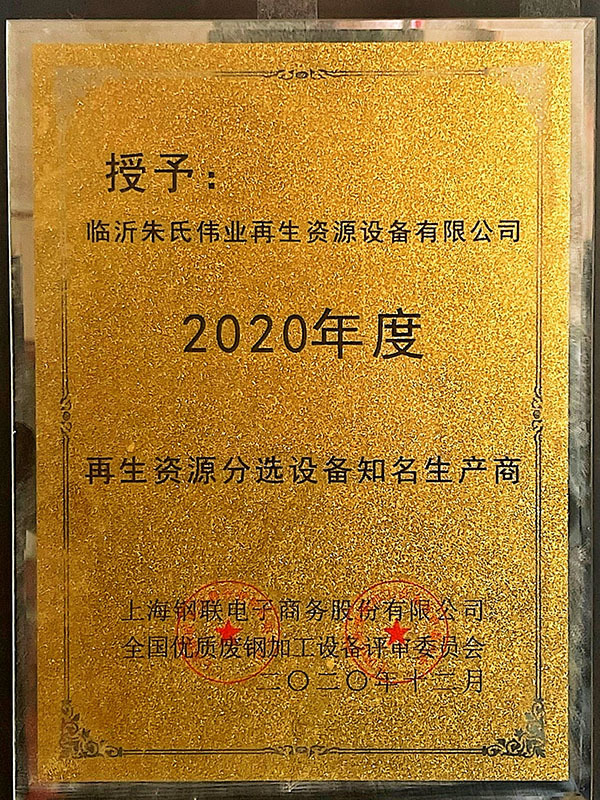 授予：
临沂朱氏伟业再生资源设备有限公司
2020年度
再生资源分选设备知名生产商
上海钢联电子商务股份有限公司
全国优质废钢加工设备评审委员会
二〇二〇年十二月